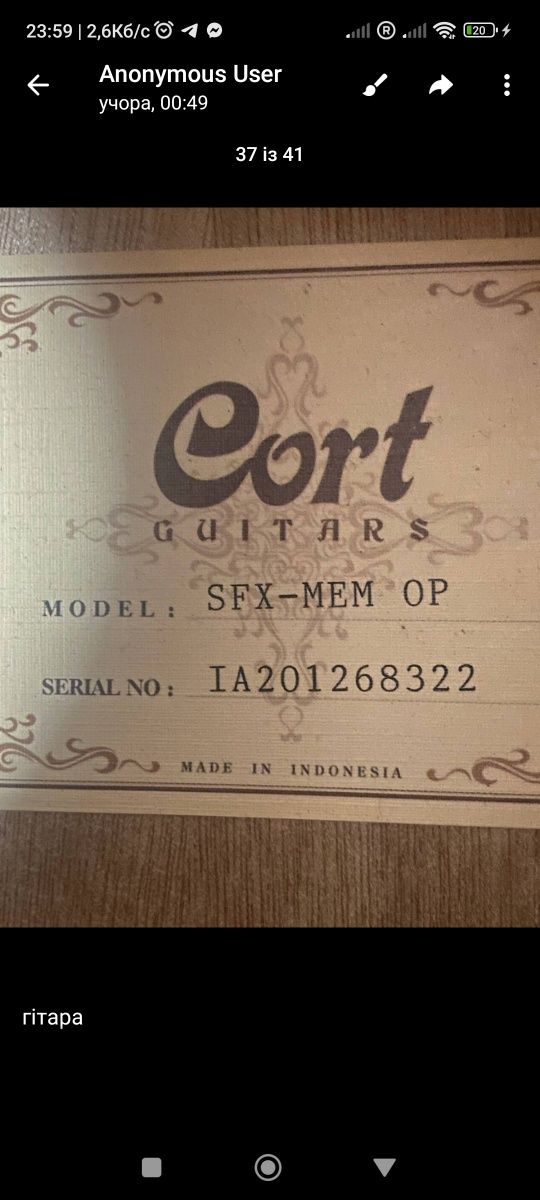 23:59 | 2,6Кб/с
20
Anonymous User
учора, 00:49
37 із 41
Cort
GUITARS
MODEL : SFX-MEM OP
SERIAL NO : IA201268322
MADE IN INDONESIA
гітара